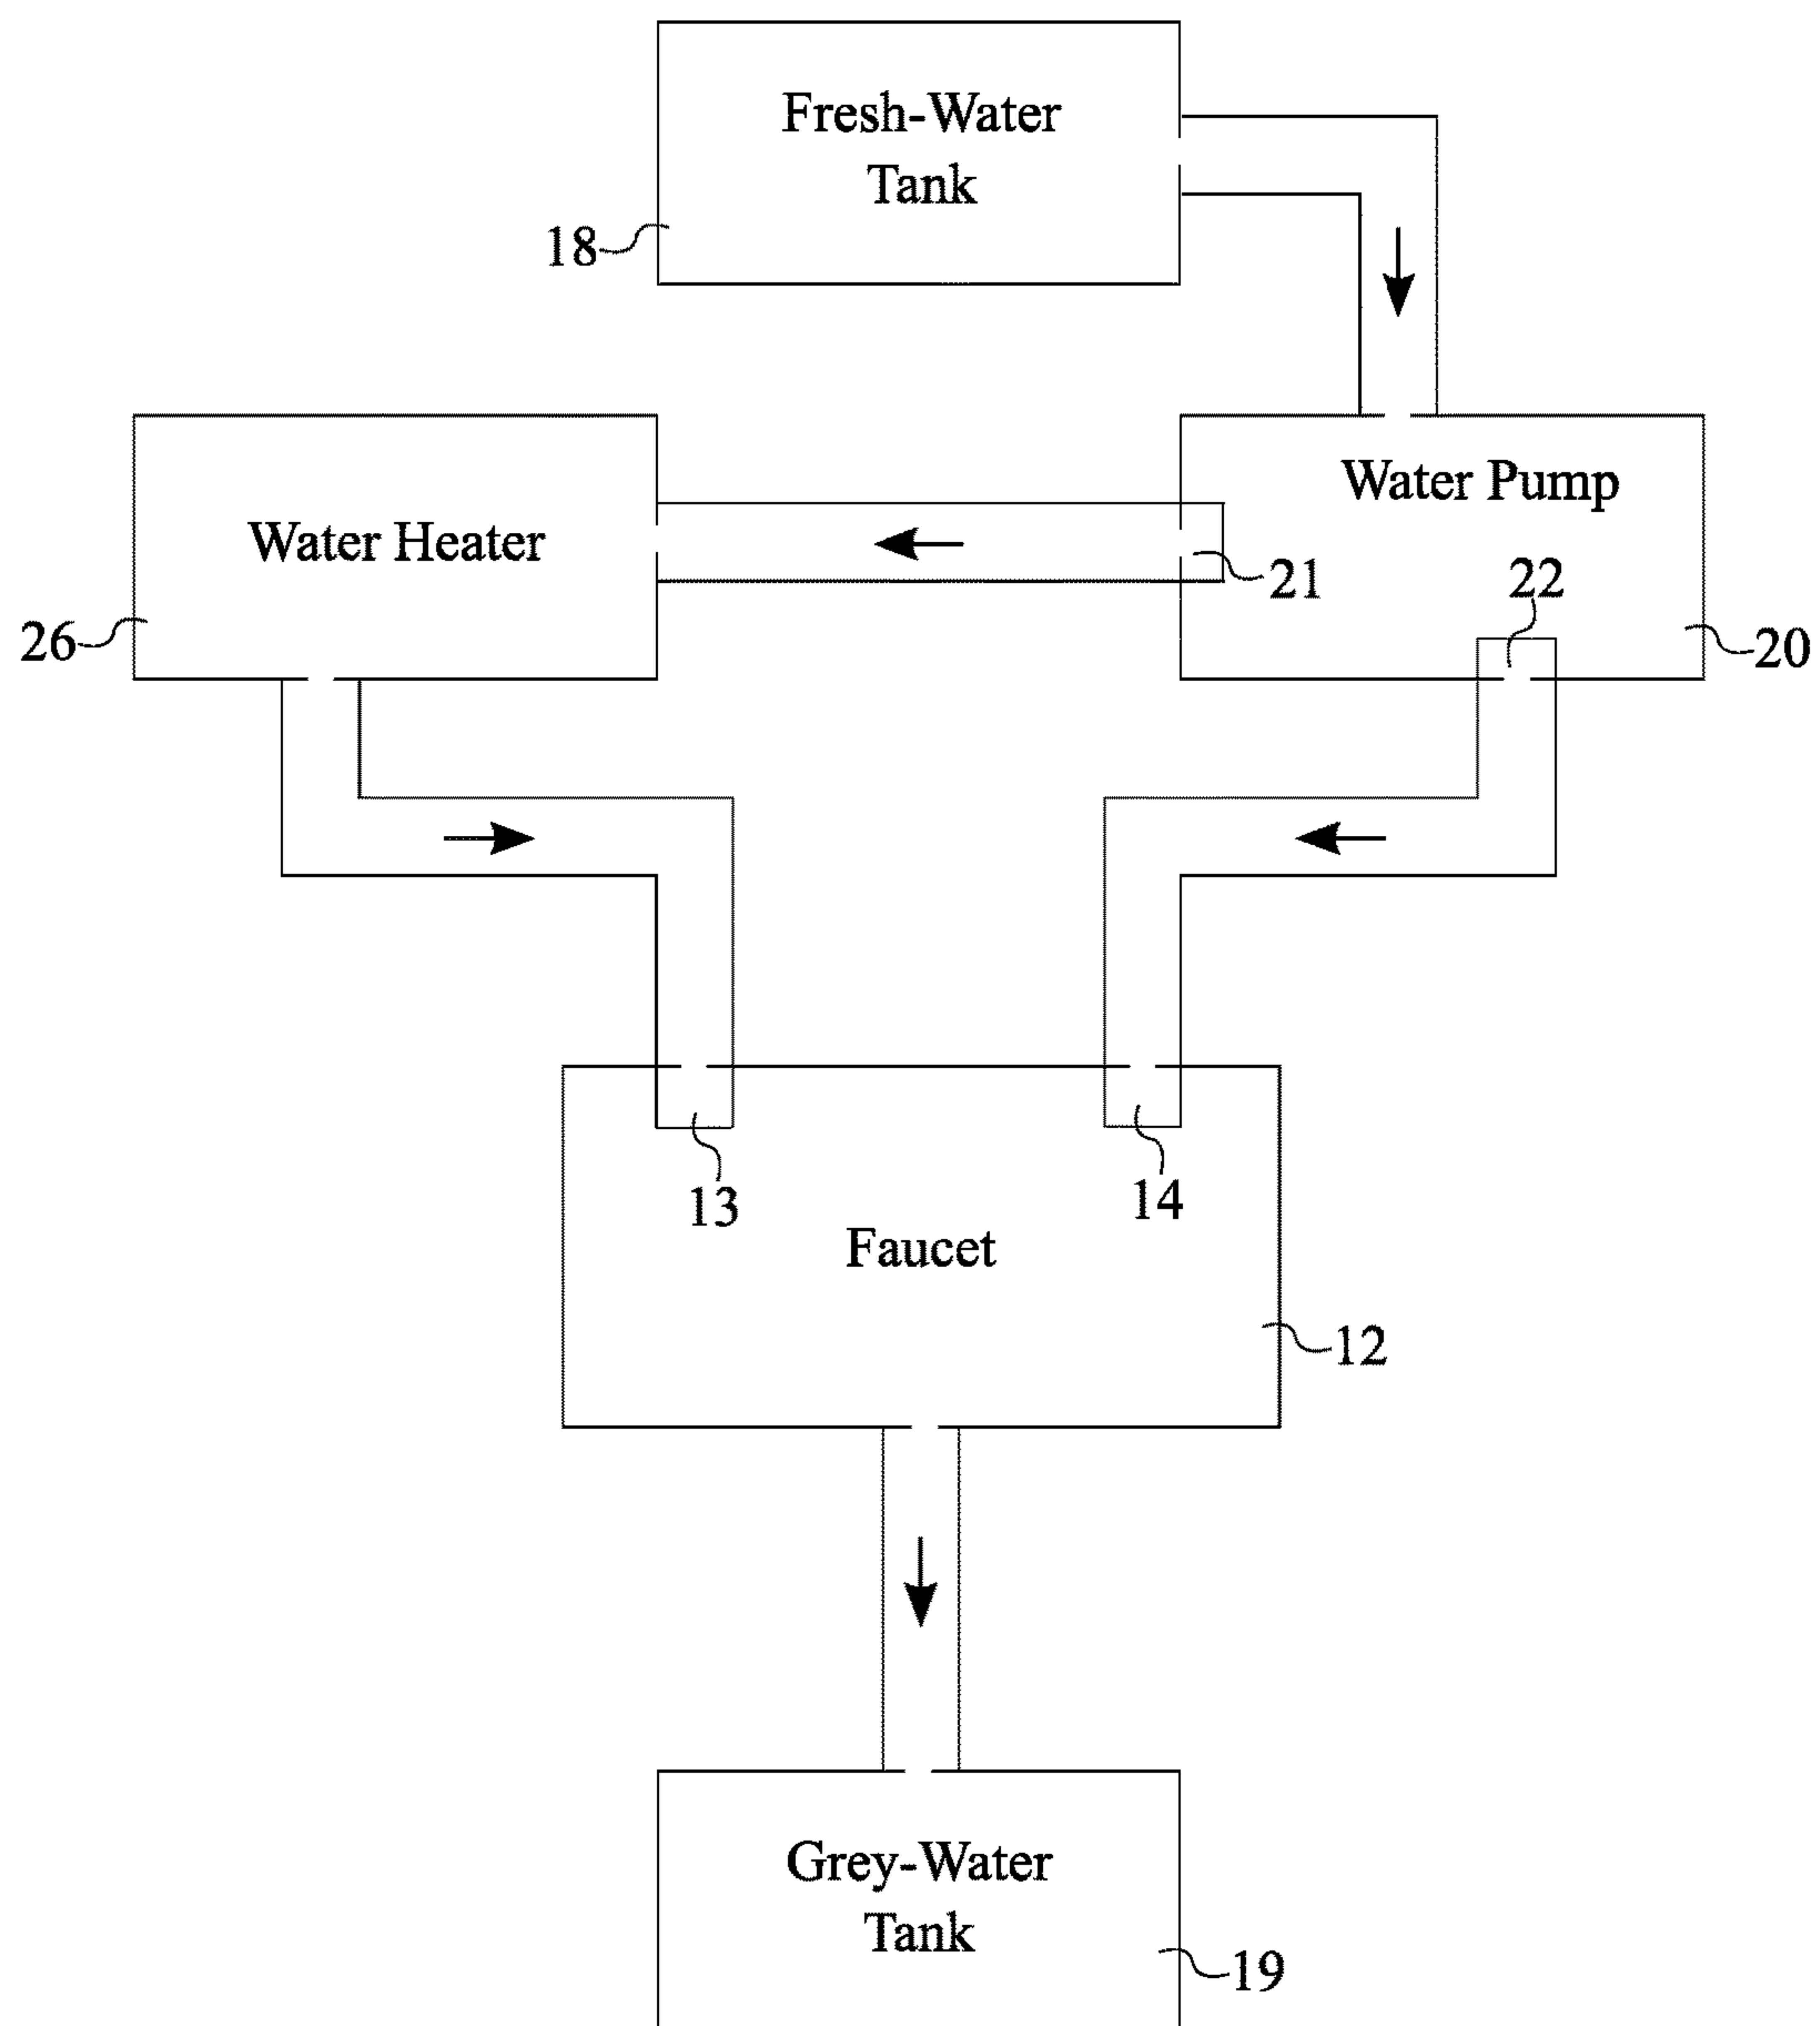 Fresh-Water
Tank
18
Water Pump
Water Heater
21
22
26
20
13
14
Faucet
12
Grey-Water
Tank
19